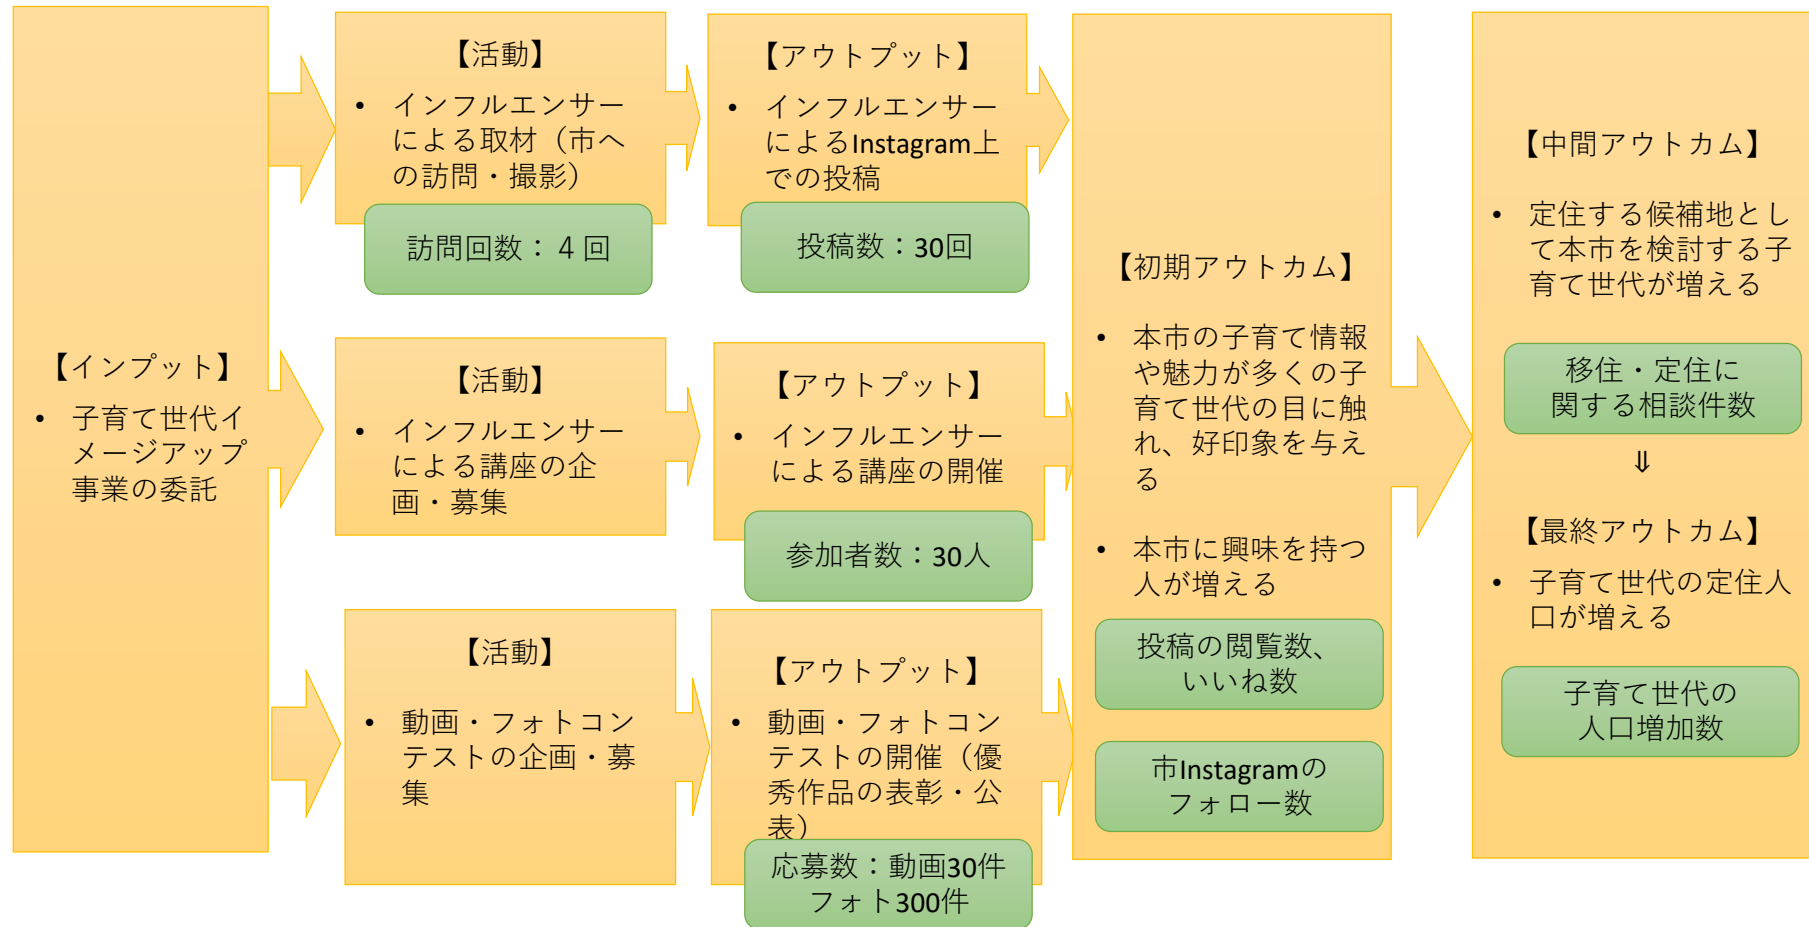 【インプット】
• 子育て世代イ
メージアップ
事業の委託
【活動】
• インフルエンサー
による取材（市へ
の訪問・撮影）
訪問回数：４回
【アウトプット】
• インフルエンサー
によるInstagram上
での投稿
投稿数：30回
【活動】
• インフルエンサー
による講座の企
画・募集
【アウトプット】
• インフルエンサー
による講座の開催
参加者数：30人
【活動】
• 動画・フォトコン
テストの企画・募
集
【アウトプット】
• 動画・フォトコン
テストの開催（優
秀作品の表彰・公
表）
応募数：動画30件
フォト300件
【初期アウトカム】
• 本市の子育て情報
や魅力が多くの子
育て世代の目に触
れ、好印象を与え
る
• 本市に興味を持つ
人が増える
投稿の閲覧数、
いいね数
市Instagramの
フォロー数
【中間アウトカム】
• 定住する候補地とし
て本市を検討する子
育て世代が増える
移住・定住に
関する相談件数
⇓
【最終アウトカム】
• 子育て世代の定住人
口が増える
子育て世代の
人口増加数